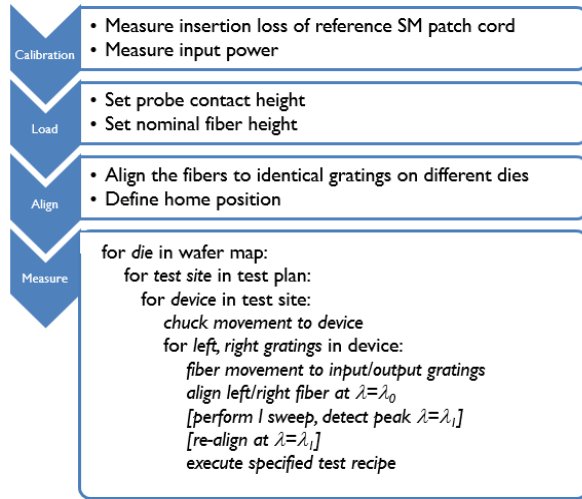 Calibration
• Measure insertion loss of reference SM patch cord
• Measure input power
Load
• Set probe contact height
• Set nominal fiber height
Align
• Align the fibers to identical gratings on different dies
• Define home position
Measure
for die in wafer map:
for test site in test plan:
for device in test site:
chuck movement to device
for left, right gratings in device:
fiber movement to input/output gratings
align left/right fiber at λ=λ₀
[perform l sweep, detect peak λ=λ₁]
[re-align at λ=λ₁]
execute specified test recipe